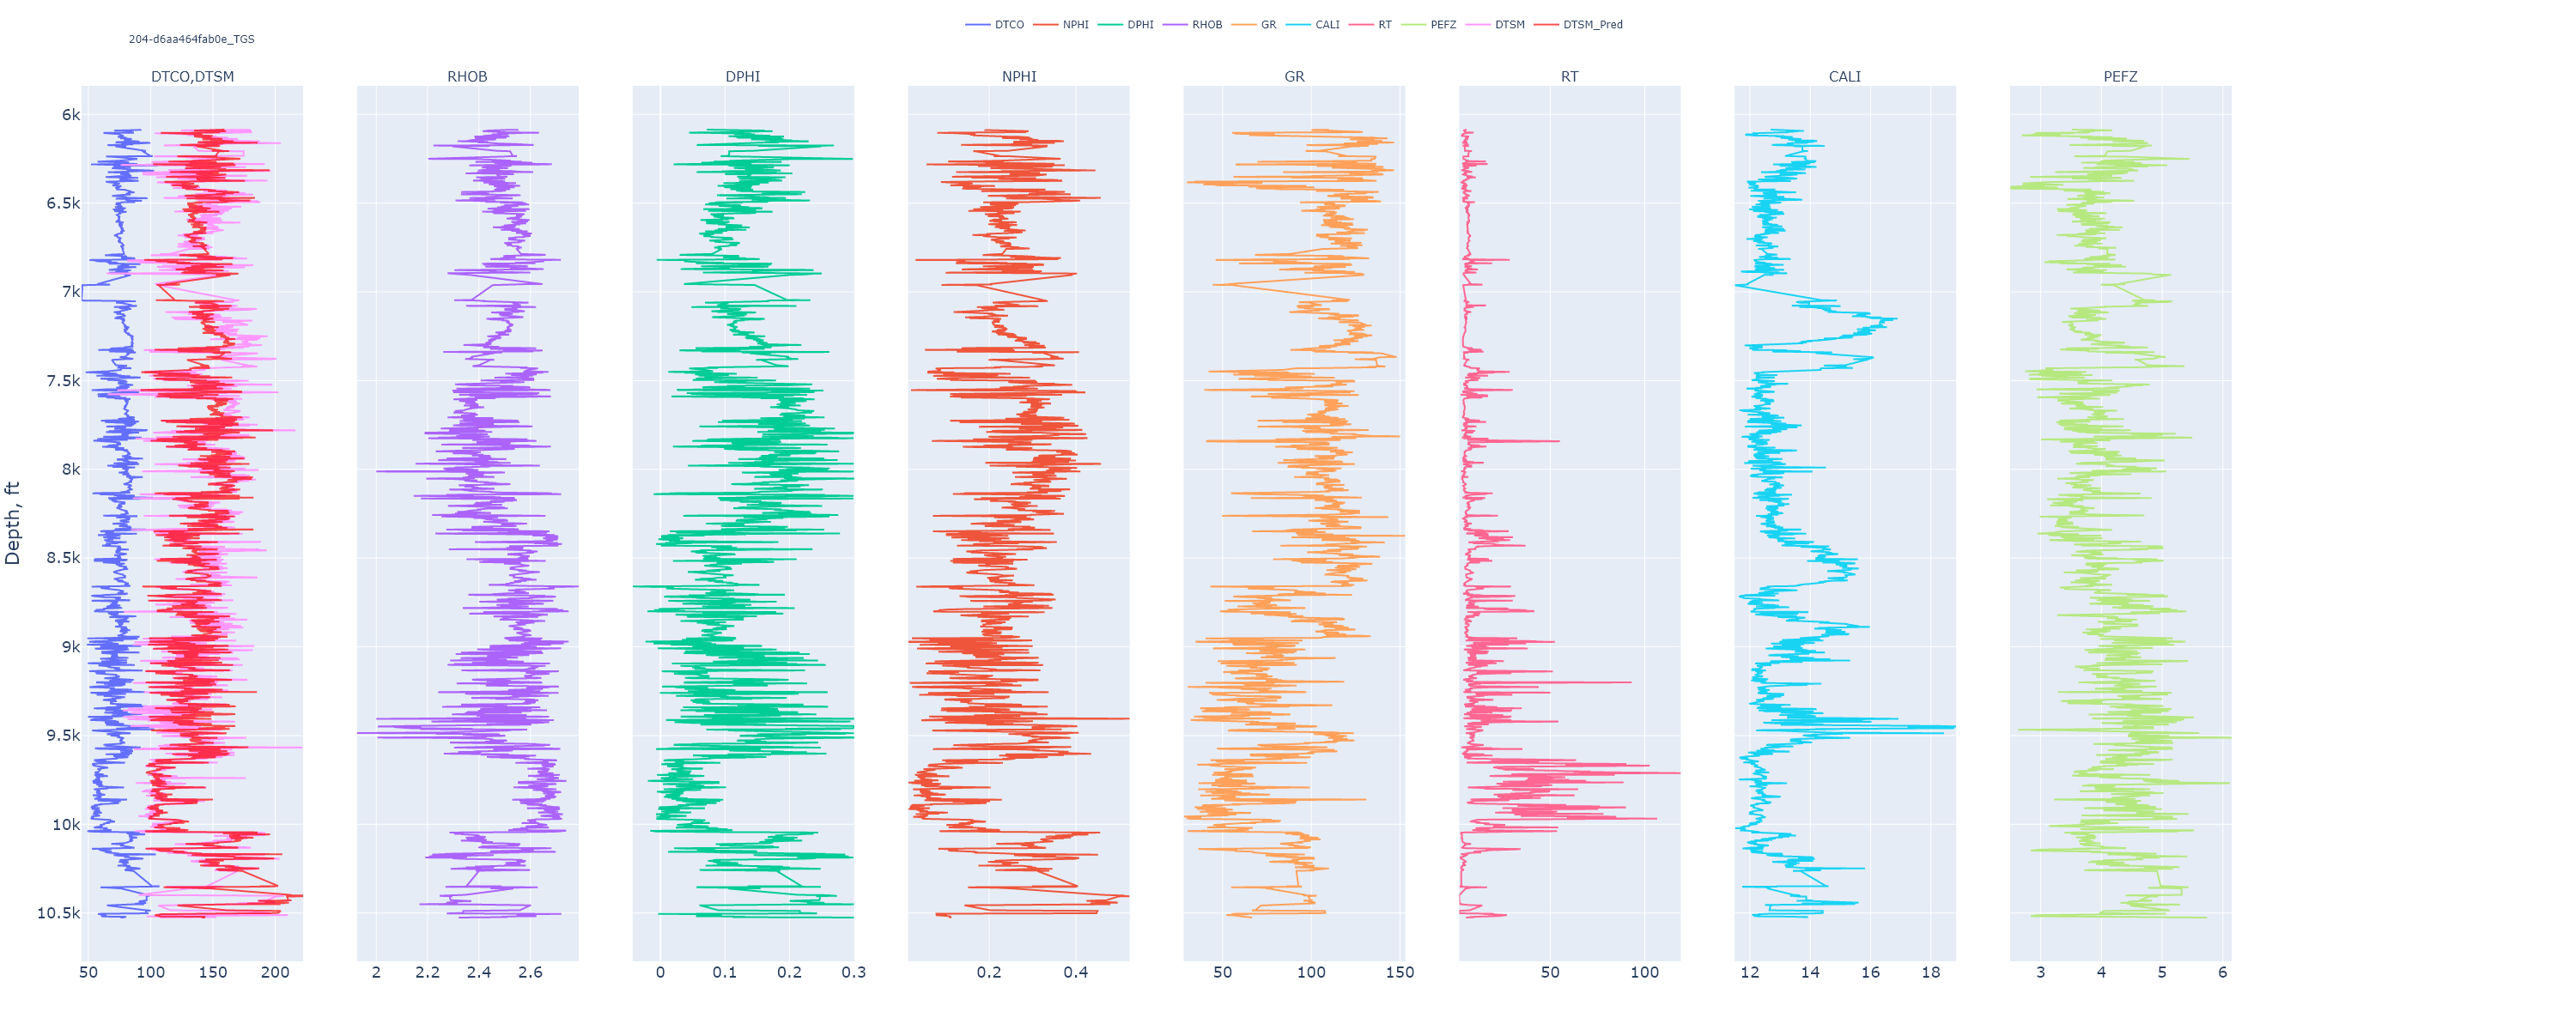 DTCO NPHI DPHI RHOB GR CALI RT PEFZ DTSM DTSM_Pred
204-d6aa464fab0e_TGS
DTCO,DTSM RHOB DPHI NPHI GR RT CALI PEFZ
Depth, ft
6k
6.5k
7k
7.5k
8k
8.5k
9k
9.5k
10k
10.5k
50 100 150 200 2 2.2 2.4 2.6 0 0.1 0.2 0.3 0.2 0.4 50 100 150 50 100 12 14 16 18 3 4 5 6